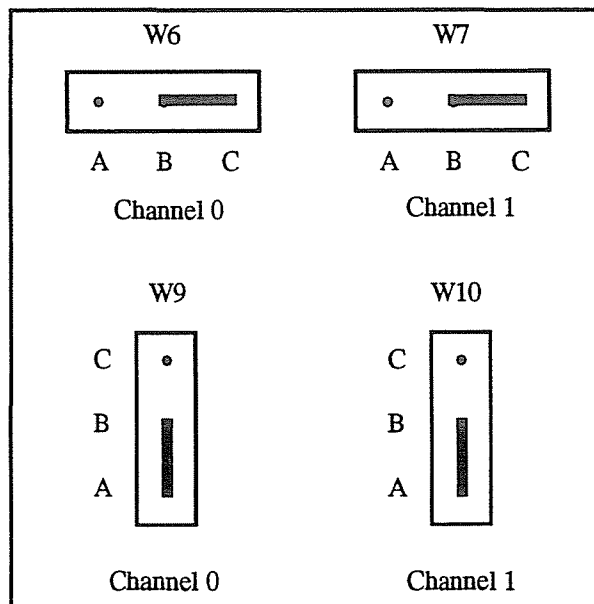 W6 W7
A B C A B C
Channel 0 Channel 1
W9 W10
C C
B B
A A
Channel 0 Channel 1